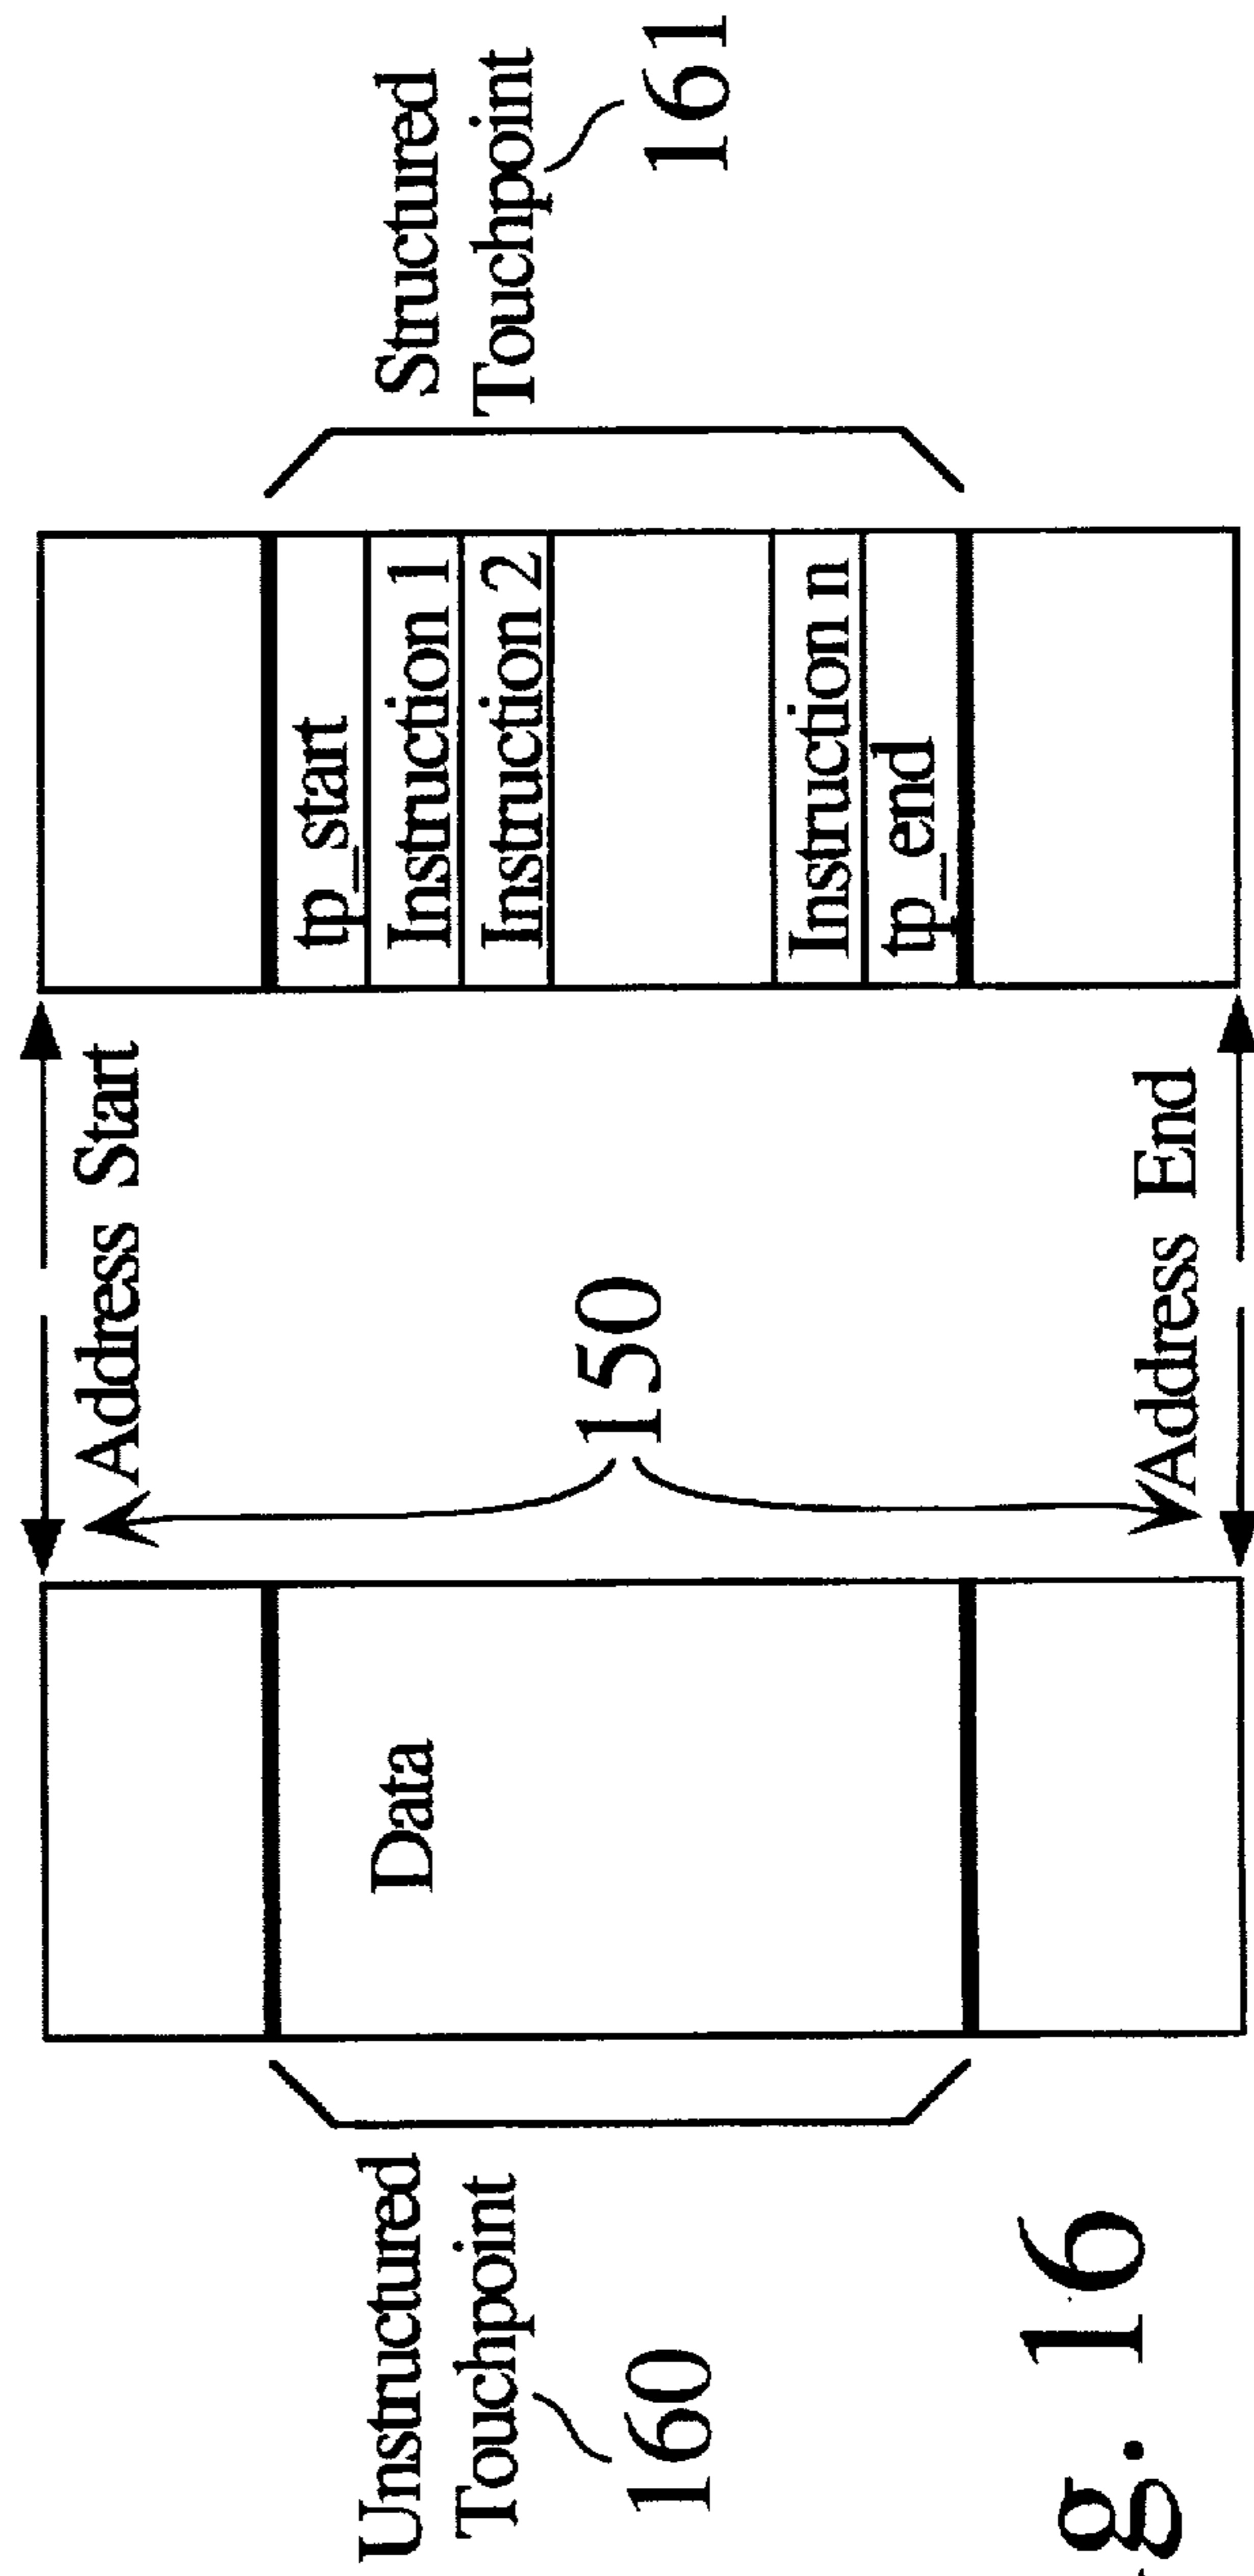 Unstructured
Touchpoint
160
Data
Address Start
150
Address End
tp_start
Instruction 1
Instruction 2
Instruction n
tp_end
Structured
Touchpoint
161
g. 16